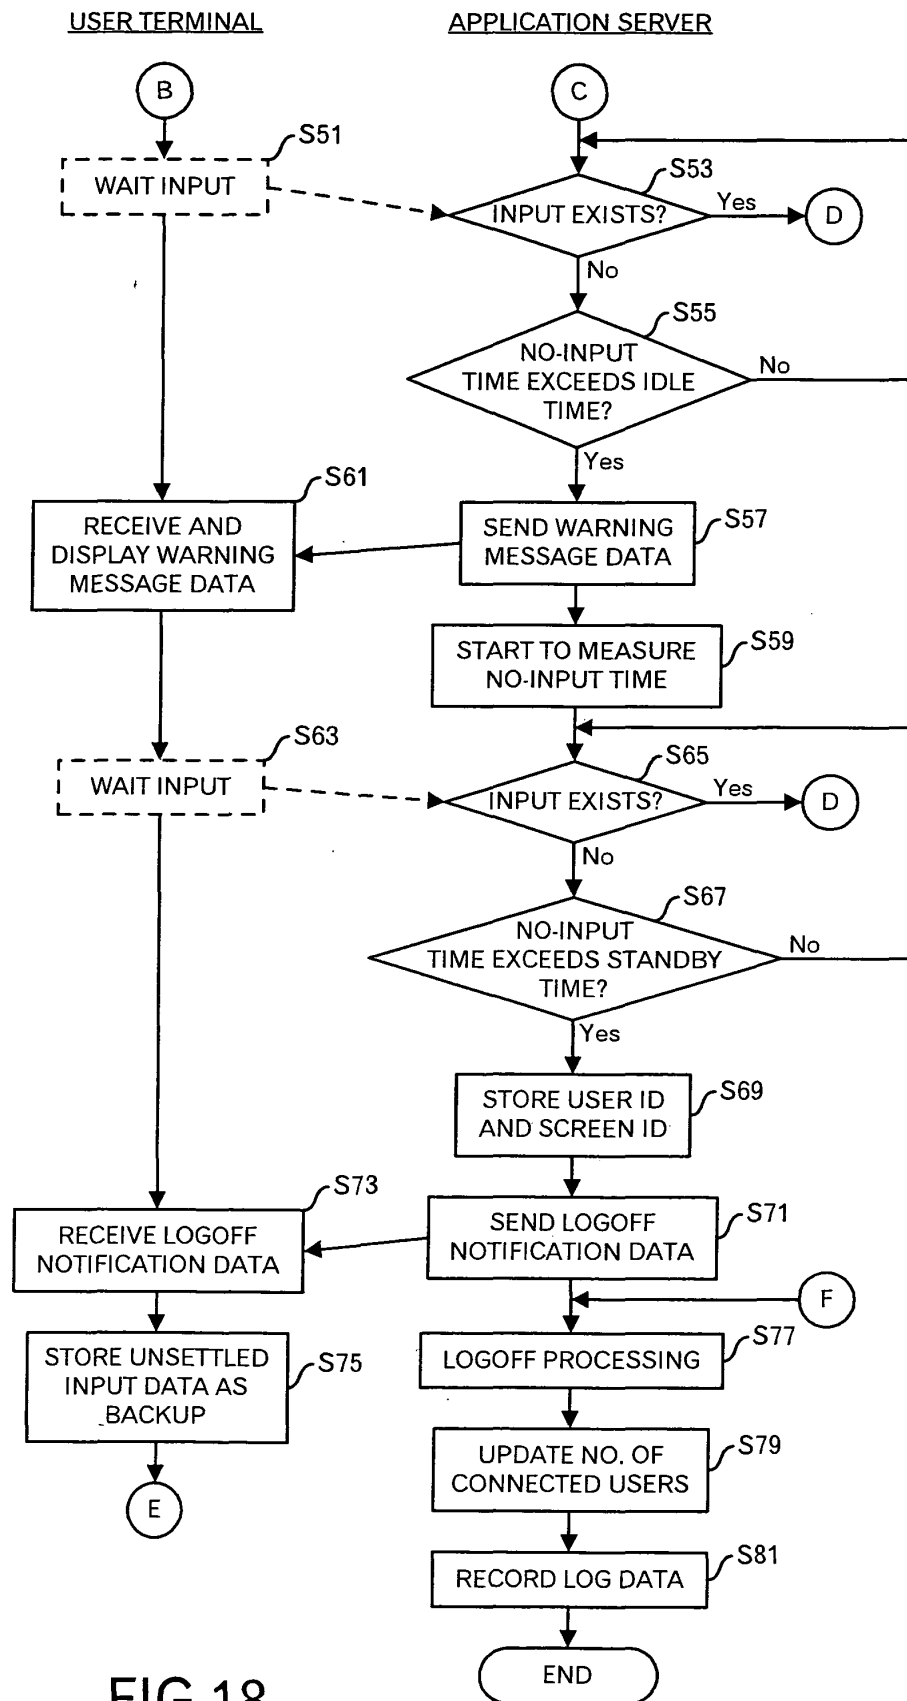 USER TERMINAL
APPLICATION SERVER
B
C
S51
WAIT INPUT
S53
INPUT EXISTS?
Yes
D
No
S55
NO-INPUT
TIME EXCEEDS IDLE
TIME?
No
Yes
S61
RECEIVE AND
DISPLAY WARNING
MESSAGE DATA
S57
SEND WARNING
MESSAGE DATA
S59
START TO MEASURE
NO-INPUT TIME
S63
WAIT INPUT
S65
INPUT EXISTS?
Yes
D
No
S67
NO-INPUT
TIME EXCEEDS STANDBY
TIME?
No
Yes
S69
STORE USER ID
AND SCREEN ID
S73
RECEIVE LOGOFF
NOTIFICATION DATA
S71
SEND LOGOFF
NOTIFICATION DATA
F
S75
STORE UNSETTLED
INPUT DATA AS
BACKUP
S77
LOGOFF PROCESSING
S79
UPDATE NO. OF
CONNECTED USERS
E
S81
RECORD LOG DATA
END
FIG.18